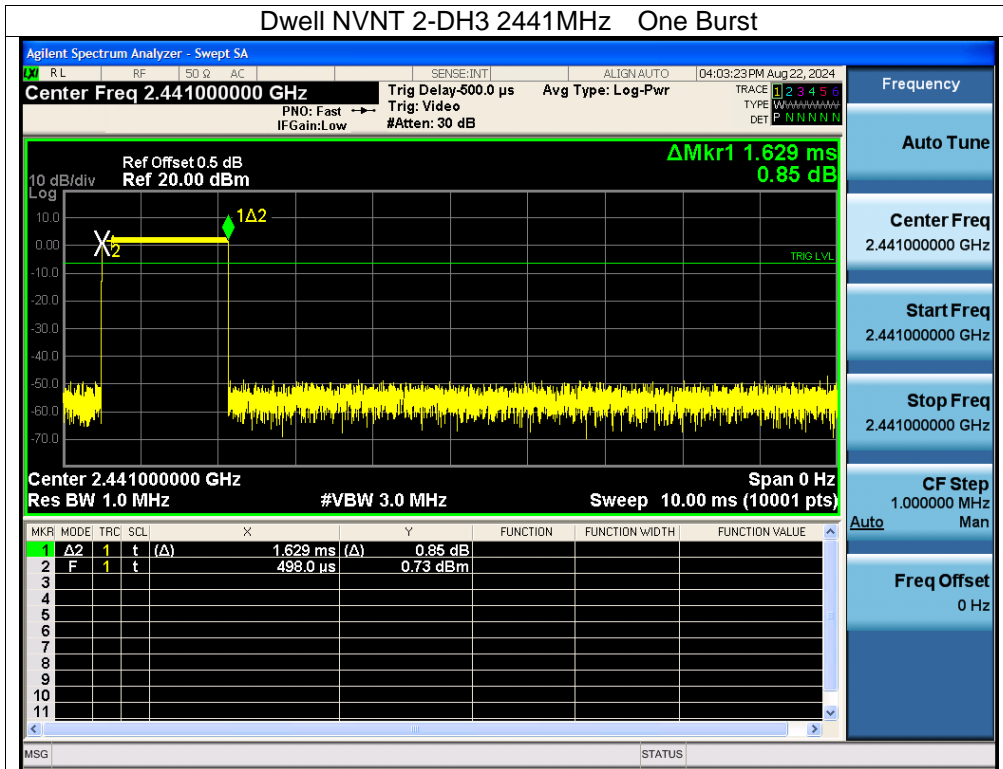 Dwell NVNT 2-DH3 2441MHz One Burst
Agilent Spectrum Analyzer - Swept SA
LXI RL RF 50 Ω AC SENSE:INT ALIGN AUTO 04:03:23 PM Aug 22, 2024
Center Freq 2.441000000 GHz
PNO: Fast
IFGain:Low
Trig Delay-500.0 µs
Trig: Video
#Atten: 30 dB
Avg Type: Log-Pwr
TRACE 1 2 3 4 5 6
TYPE WWWWWW
DET P N N N N N
Ref Offset 0.5 dB
10 dB/div Ref 20.00 dBm
Log
ΔMkr1 1.629 ms
0.85 dB
10.0
0.00
-10.0
-20.0
-30.0
-40.0
-50.0
-60.0
-70.0
1Δ2
2
TRIG LVL
Center 2.441000000 GHz Span 0 Hz
Res BW 1.0 MHz #VBW 3.0 MHz Sweep 10.00 ms (10001 pts)
MKR MODE TRC SCL X Y FUNCTION FUNCTION WIDTH FUNCTION VALUE
1 Δ2 1 t (Δ) 1.629 ms (Δ) 0.85 dB
2 F 1 t 498.0 µs 0.73 dBm
3
4
5
6
7
8
9
10
11
MSG STATUS
Frequency
Auto Tune
Center Freq
2.441000000 GHz
Start Freq
2.441000000 GHz
Stop Freq
2.441000000 GHz
CF Step
1.000000 MHz
Auto Man
Freq Offset
0 Hz